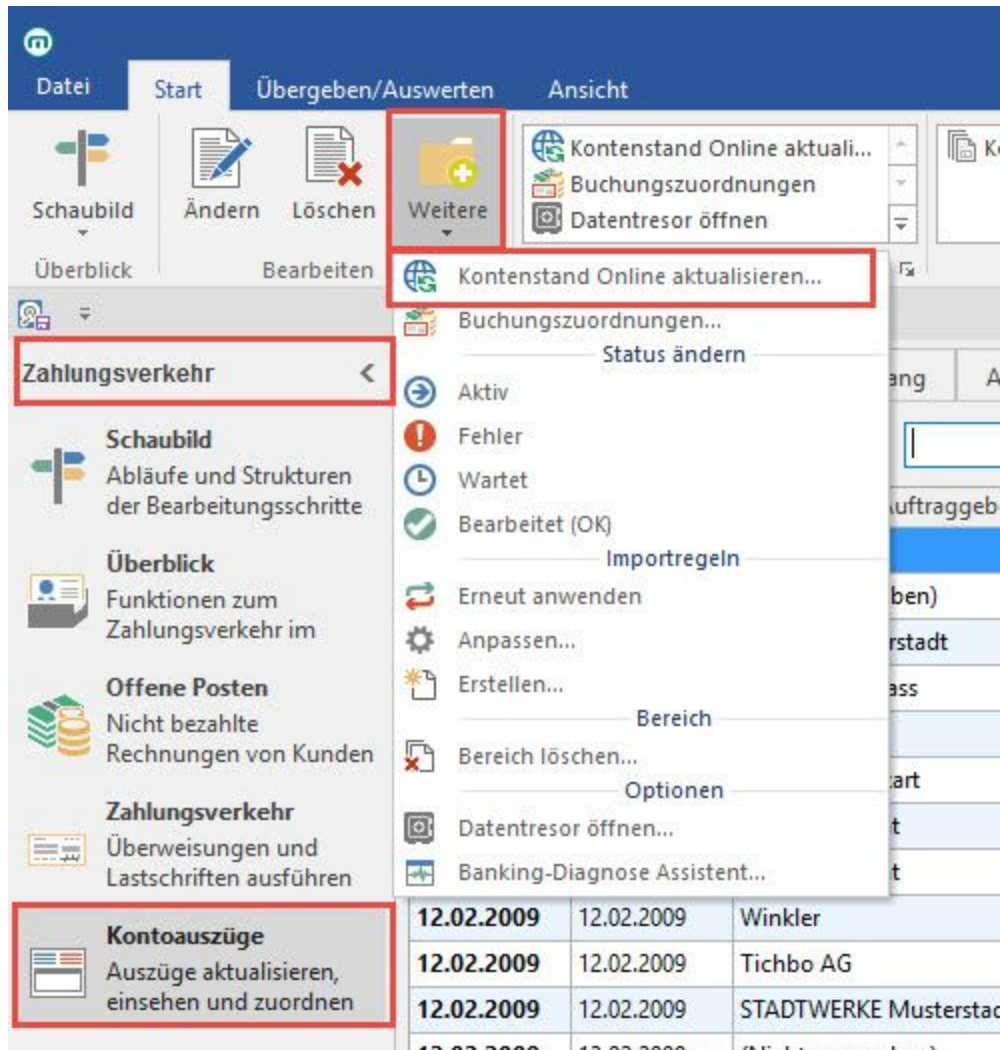 Datei Start Übergeben/Auswerten Ansicht
Schaubild Ändern Löschen Weitere
Kontenstand Online aktuali...
Buchungszuordnungen
Datentresor öffnen
Überblick Bearbeiten
Kontenstand Online aktualisieren...
Buchungszuordnungen...
Status ändern
Aktiv
Fehler
Wartet
Bearbeitet (OK)
Importregeln
Erneut anwenden
Anpassen...
Erstellen...
Bereich
Bereich löschen...
Optionen
Datentresor öffnen...
Banking-Diagnose Assistent...
Zahlungsverkehr
Schaubild
Abläufe und Strukturen
der Bearbeitungsschritte
Überblick
Funktionen zum
Zahlungsverkehr im
Offene Posten
Nicht bezahlte
Rechnungen von Kunden
Zahlungsverkehr
Überweisungen und
Lastschriften ausführen
Kontoauszüge
Auszüge aktualisieren,
einsehen und zuordnen
12.02.2009 12.02.2009 Winkler
12.02.2009 12.02.2009 Tichbo AG
12.02.2009 12.02.2009 STADTWERKE